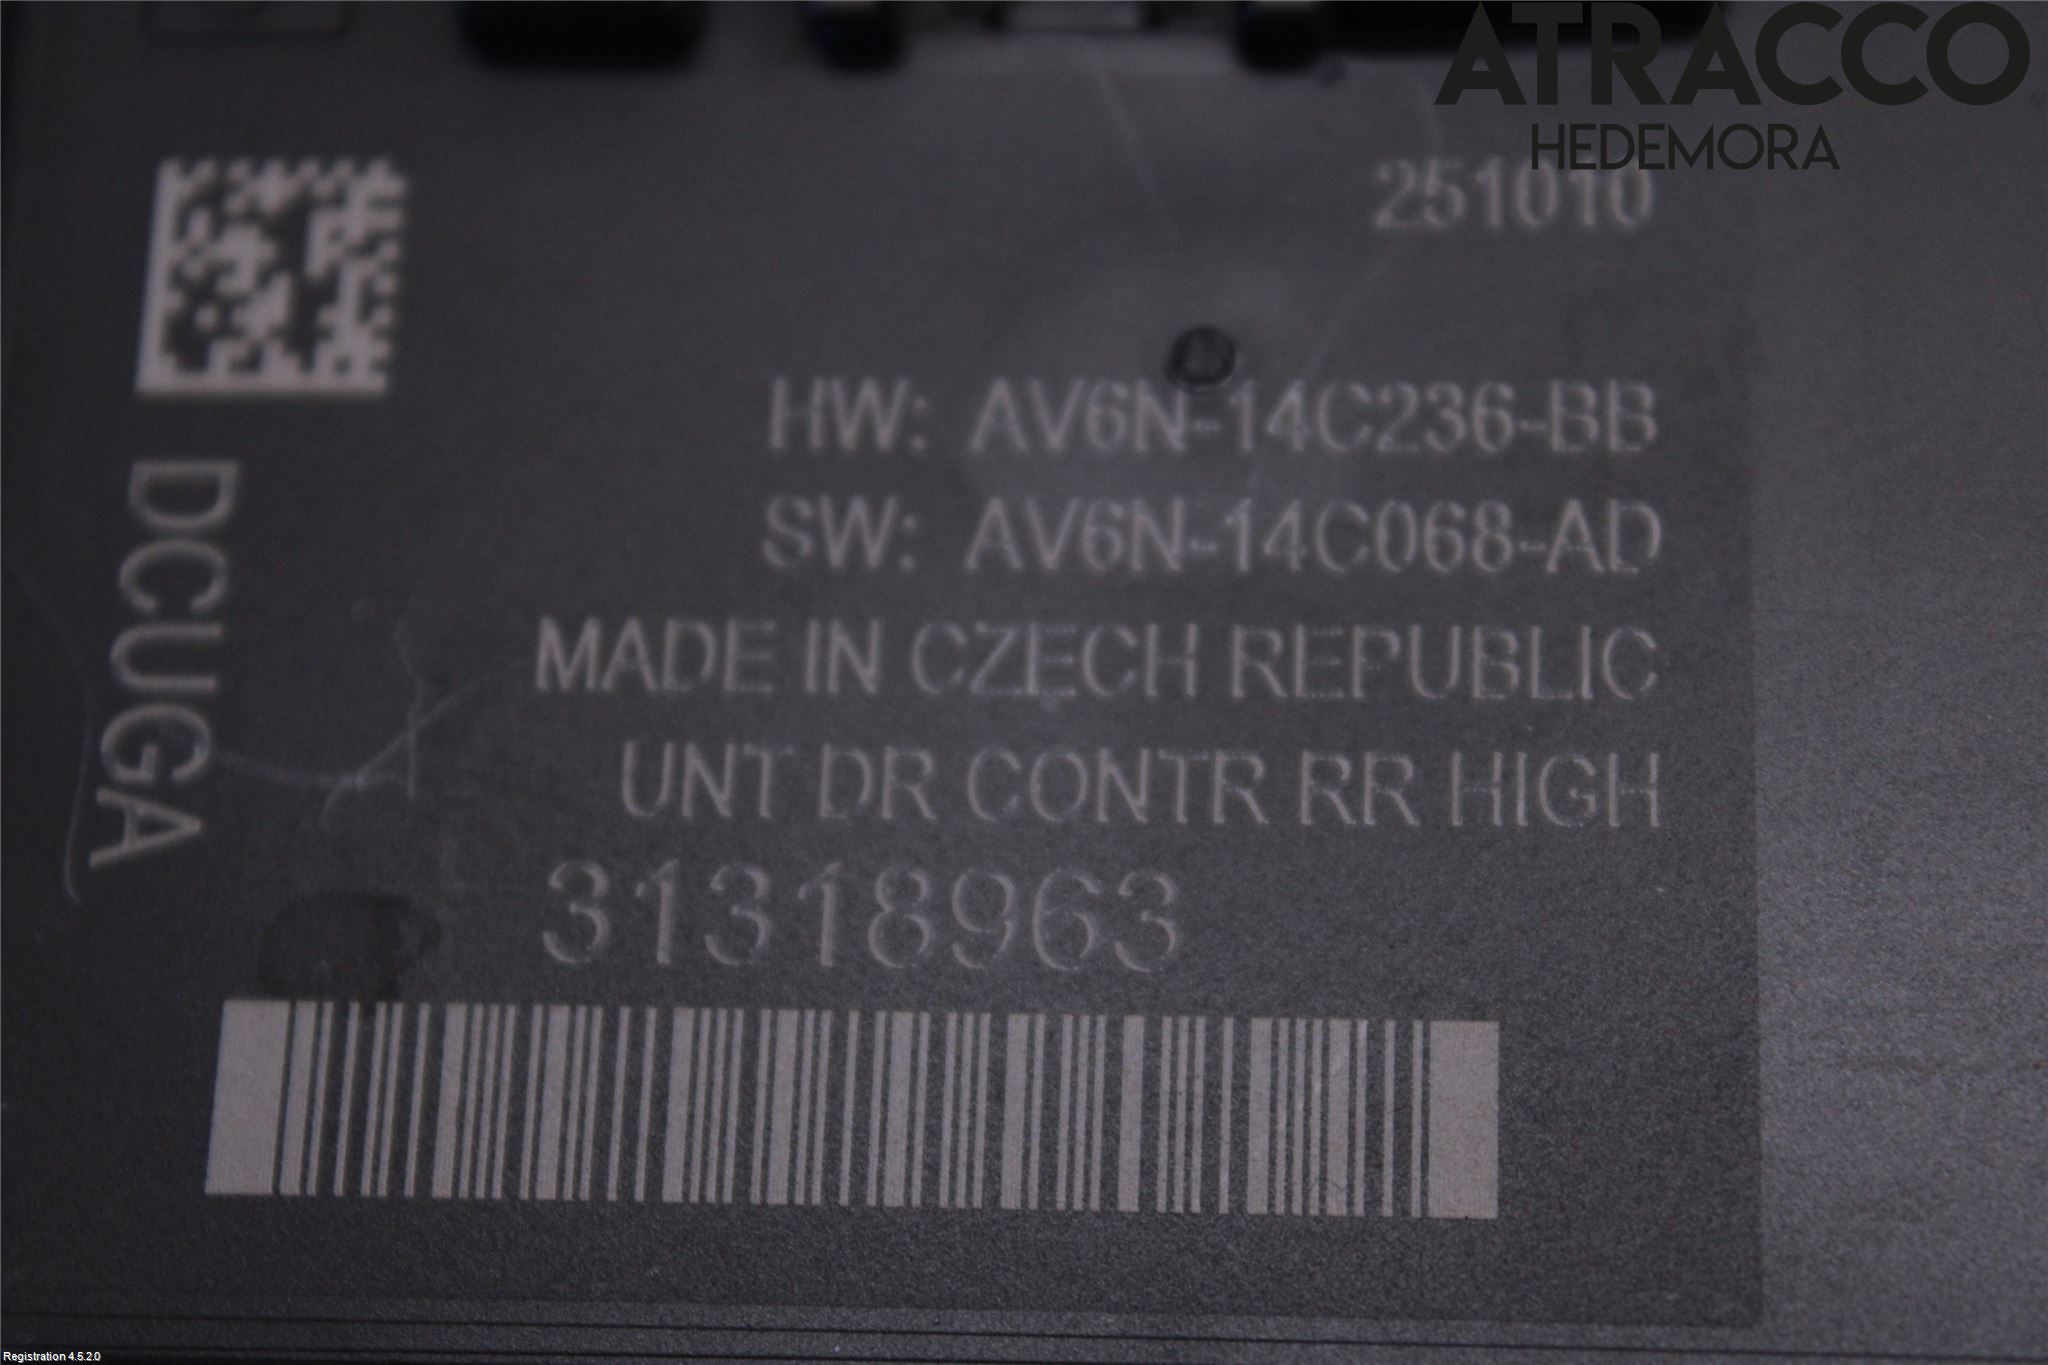 ATRACCO
HEDEMORA
251010
HW: AV6N-14C236-BB
SW: AV6N-14C068-AD
MADE IN CZECH REPUBLIC
UNT DR CONTR RR HIGH
31318963
DCUGA
Registration 4.5.2.0